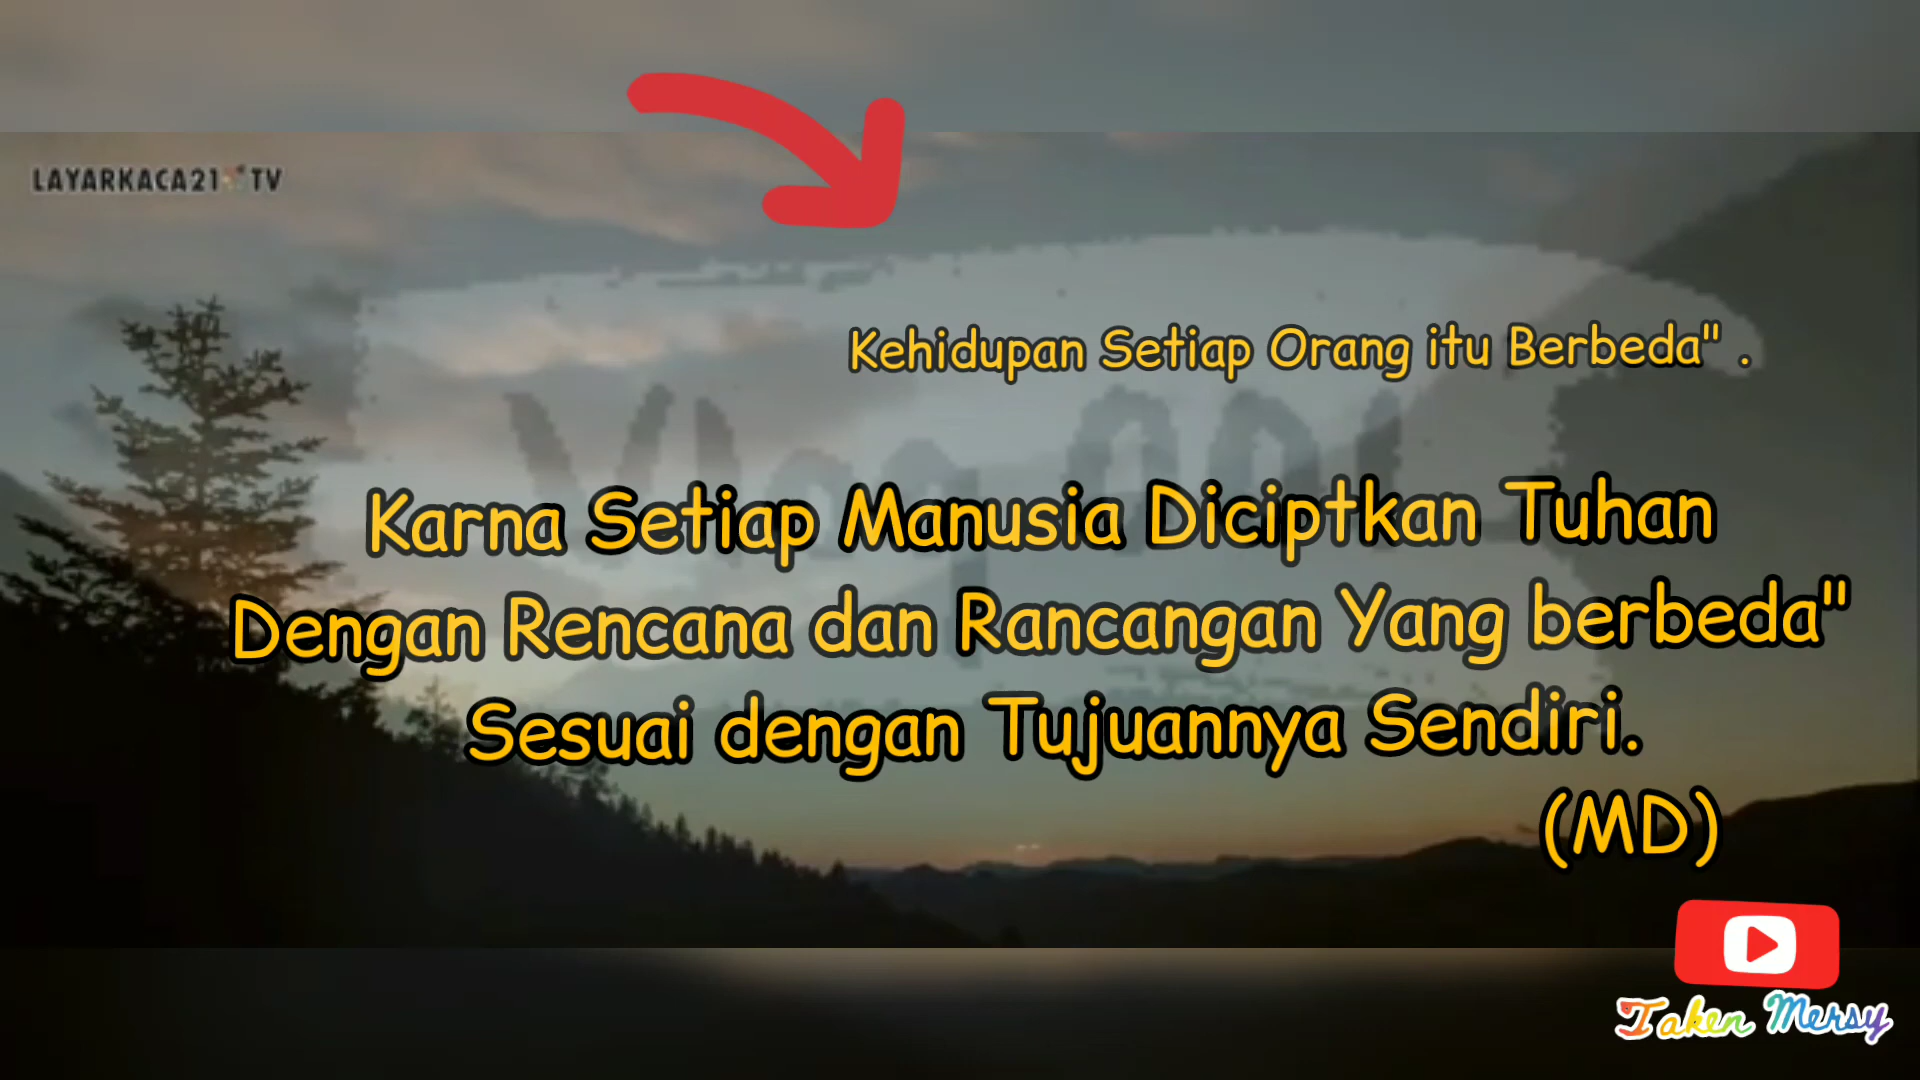 LAYARKACA21 TV
Kehidupan Setiap Orang itu Berbeda" .
Karna Setiap Manusia Diciptkan Tuhan
Dengan Rencana dan Rancangan Yang berbeda"
Sesuai dengan Tujuannya Sendiri.
(MD)
Taken Mersy